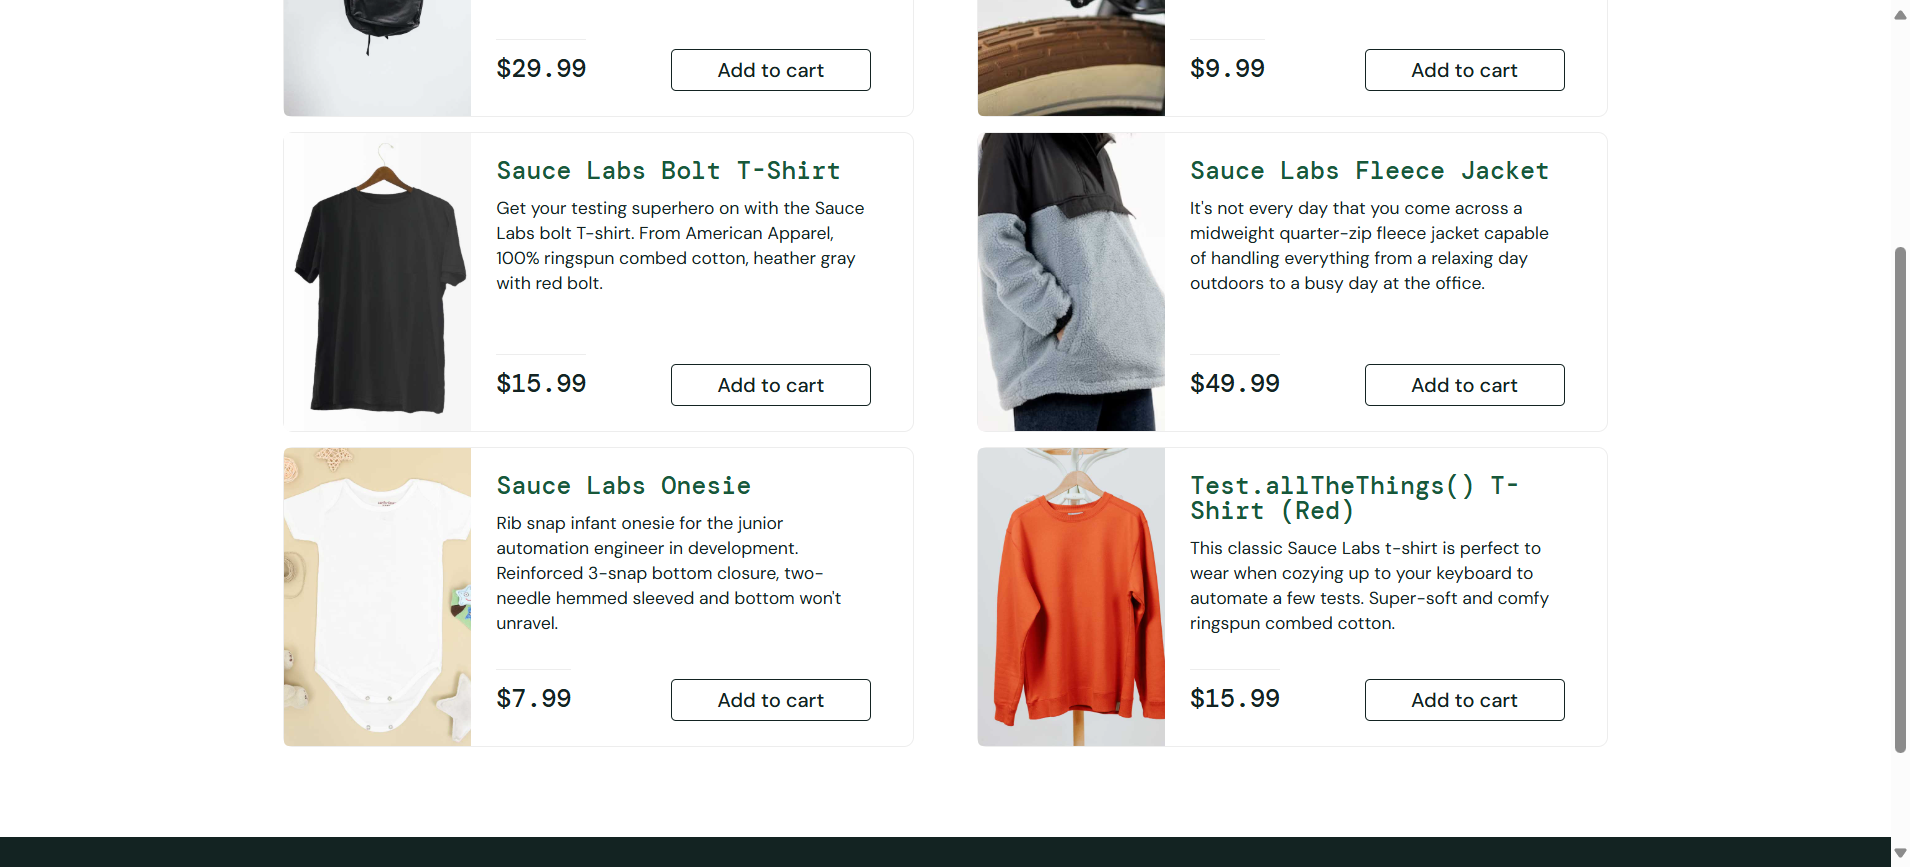 $29.99
Add to cart
$9.99
Add to cart
Sauce Labs Bolt T-Shirt
Get your testing superhero on with the Sauce
Labs bolt T-shirt. From American Apparel,
100% ringspun combed cotton, heather gray
with red bolt.
$15.99
Add to cart
Sauce Labs Fleece Jacket
It's not every day that you come across a
midweight quarter-zip fleece jacket capable
of handling everything from a relaxing day
outdoors to a busy day at the office.
$49.99
Add to cart
Sauce Labs Onesie
Rib snap infant onesie for the junior
automation engineer in development.
Reinforced 3-snap bottom closure, two-
needle hemmed sleeved and bottom won't
unravel.
$7.99
Add to cart
Test.allTheThings() T-
Shirt (Red)
This classic Sauce Labs t-shirt is perfect to
wear when cozying up to your keyboard to
automate a few tests. Super-soft and comfy
ringspun combed cotton.
$15.99
Add to cart